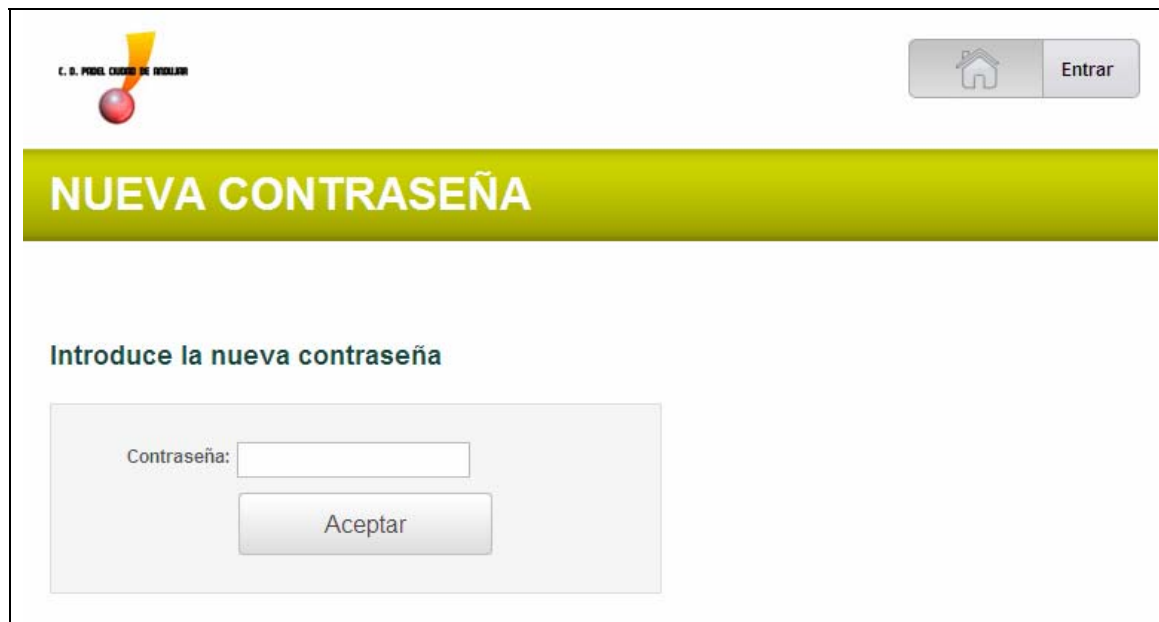 C. D. PADEL CIUDAD DE ANDUJAR
Entrar
NUEVA CONTRASEÑA
Introduce la nueva contraseña
Contraseña:
Aceptar